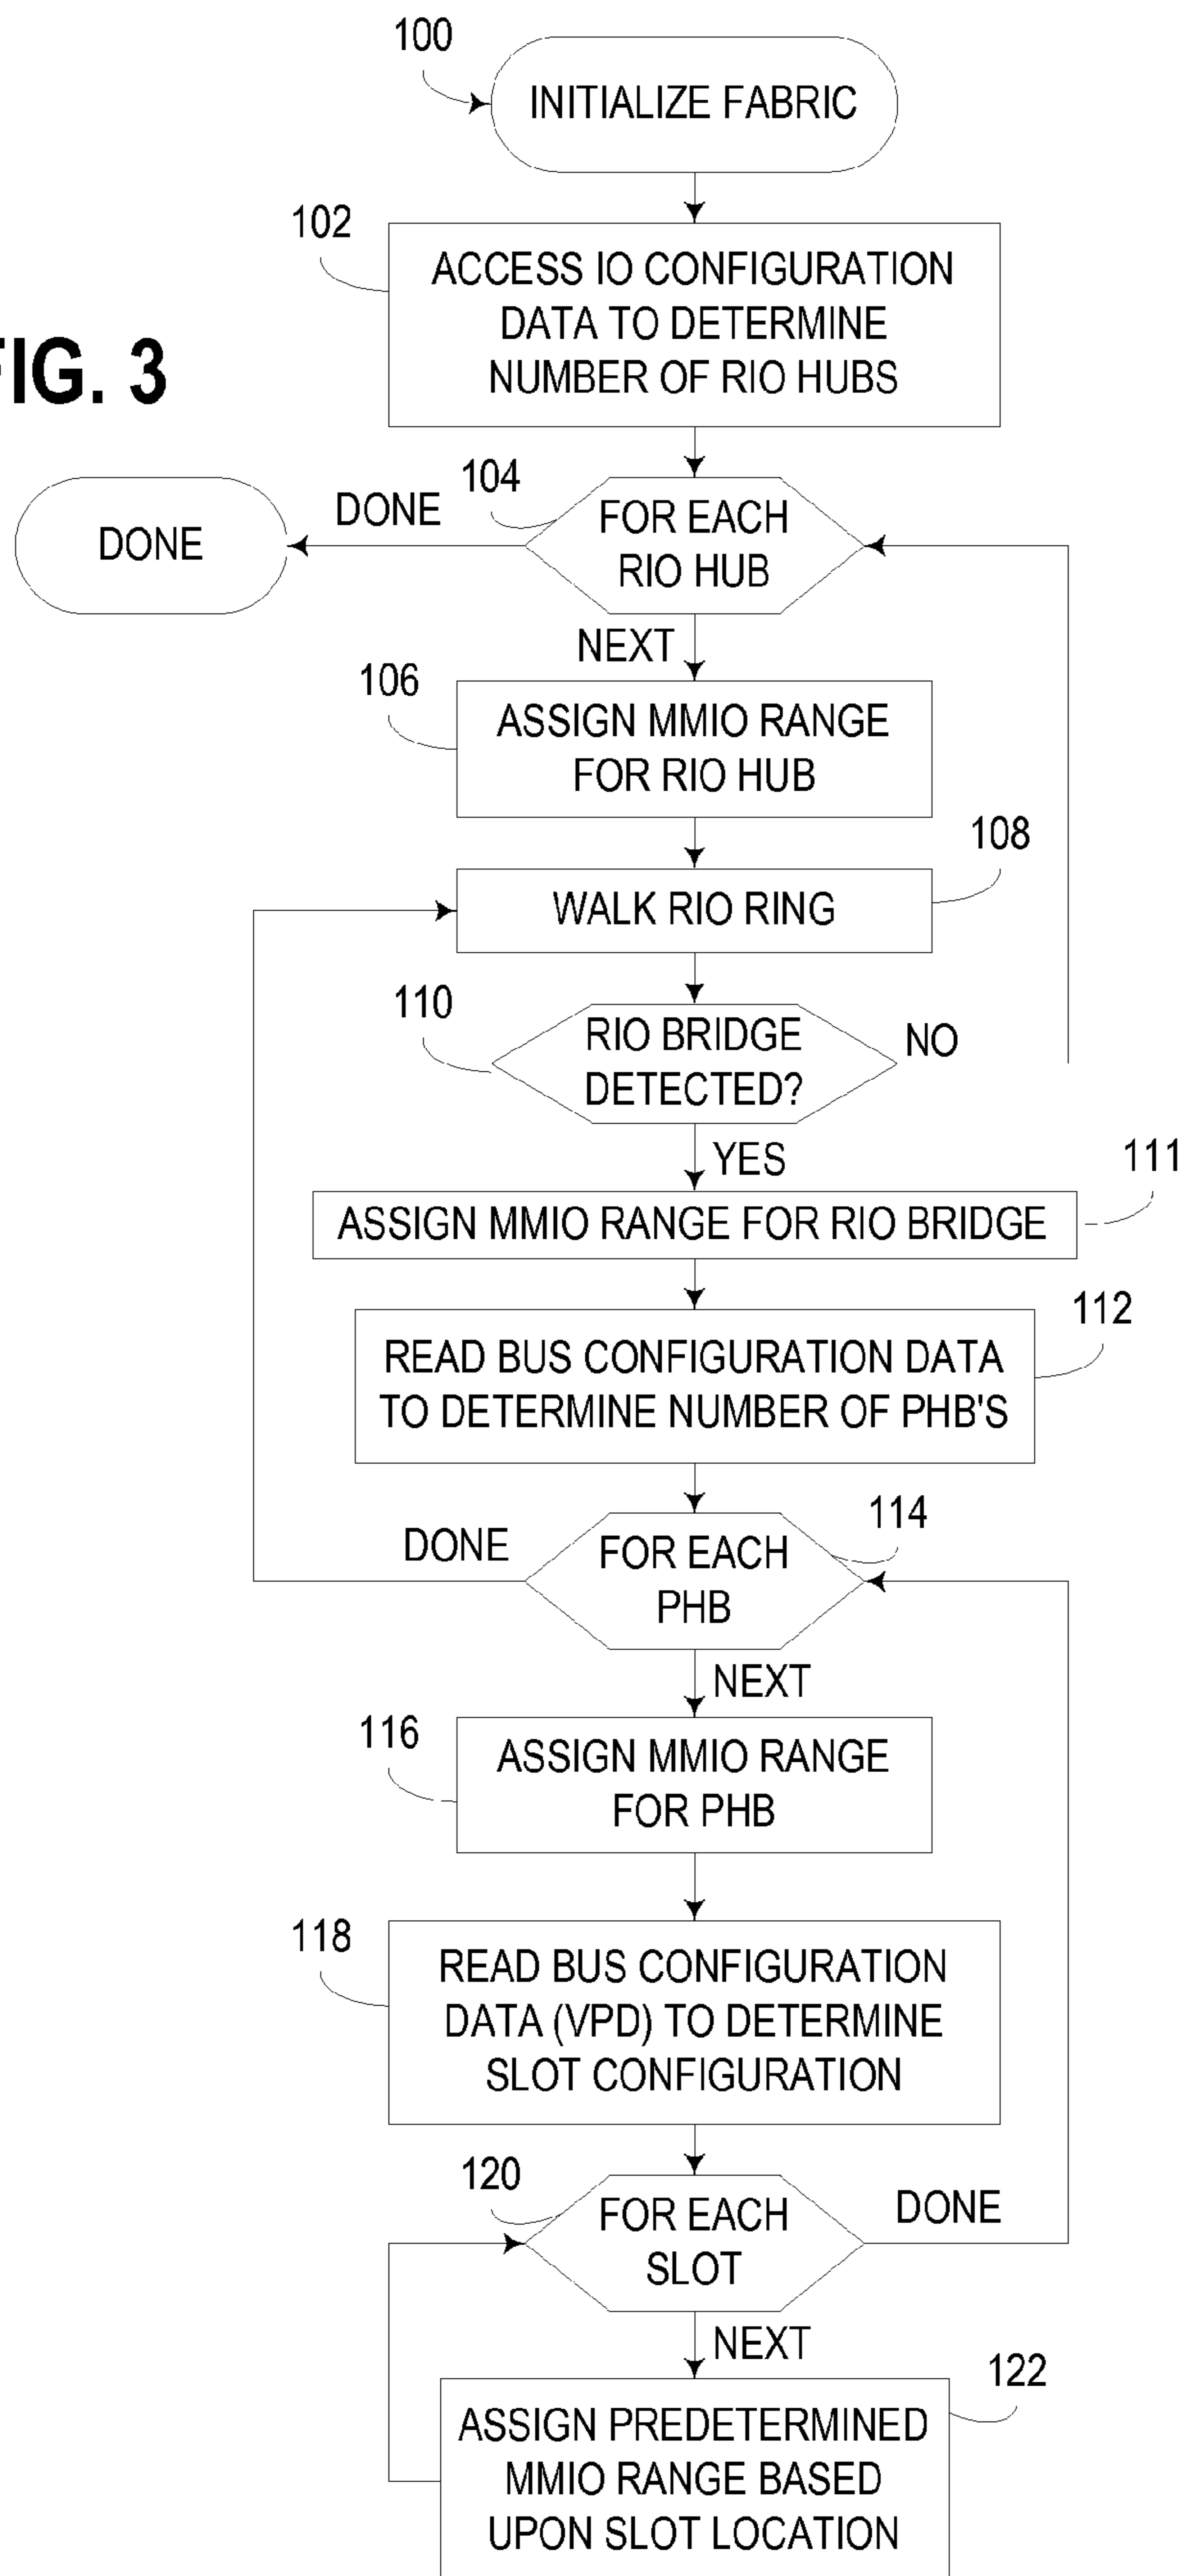 100
INITIALIZE FABRIC
102
ACCESS IO CONFIGURATION
DATA TO DETERMINE
NUMBER OF RIO HUBS
FIG. 3
104
DONE
DONE
FOR EACH
RIO HUB
NEXT
106
ASSIGN MMIO RANGE
FOR RIO HUB
108
WALK RIO RING
110
RIO BRIDGE
DETECTED?
NO
YES
111
ASSIGN MMIO RANGE FOR RIO BRIDGE
112
READ BUS CONFIGURATION DATA
TO DETERMINE NUMBER OF PHB'S
114
DONE
FOR EACH
PHB
NEXT
116
ASSIGN MMIO RANGE
FOR PHB
118
READ BUS CONFIGURATION
DATA (VPD) TO DETERMINE
SLOT CONFIGURATION
120
FOR EACH
SLOT
DONE
NEXT
122
ASSIGN PREDETERMINED
MMIO RANGE BASED
UPON SLOT LOCATION